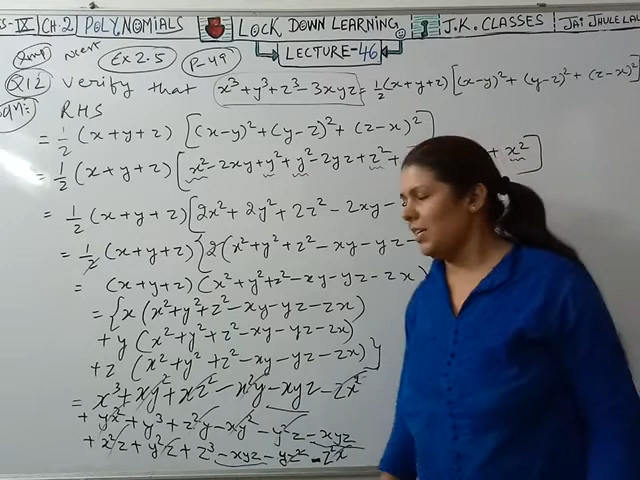 S-IX CH-2 POLYNOMIALS LOCK DOWN LEARNING J.K. CLASSES JAI JHULELAL
LECTURE-46
Imp NCERT Ex 2.5 P-49
Q12 Verify that x³+y³+z³-3xyz = 1/2 (x+y+z) [(x-y)²+(y-z)²+(z-x)²]
RHS
= 1/2 (x+y+z) [(x-y)²+(y-z)²+(z-x)²]
= 1/2 (x+y+z) [x²-2xy+y²+y²-2yz+z²+ + x²]
= 1/2 (x+y+z) [2x²+2y²+2z²-2xy-
= 1/2 (x+y+z) {2(x²+y²+z²-xy-yz-
= (x+y+z) (x²+y²+z²-xy-yz-zx)
= {x (x²+y²+z²-xy-yz-zx)
+ y (x²+y²+z²-xy-yz-zx)
+ z (x²+y²+z²-xy-yz-zx)}
= x³+xy²+xz²-x²y-xyz-zx²
+ yx²+y³+z²y-xy²-y²z-xyz
+ x²z+y²z+z³-xyz-yz²-z²x